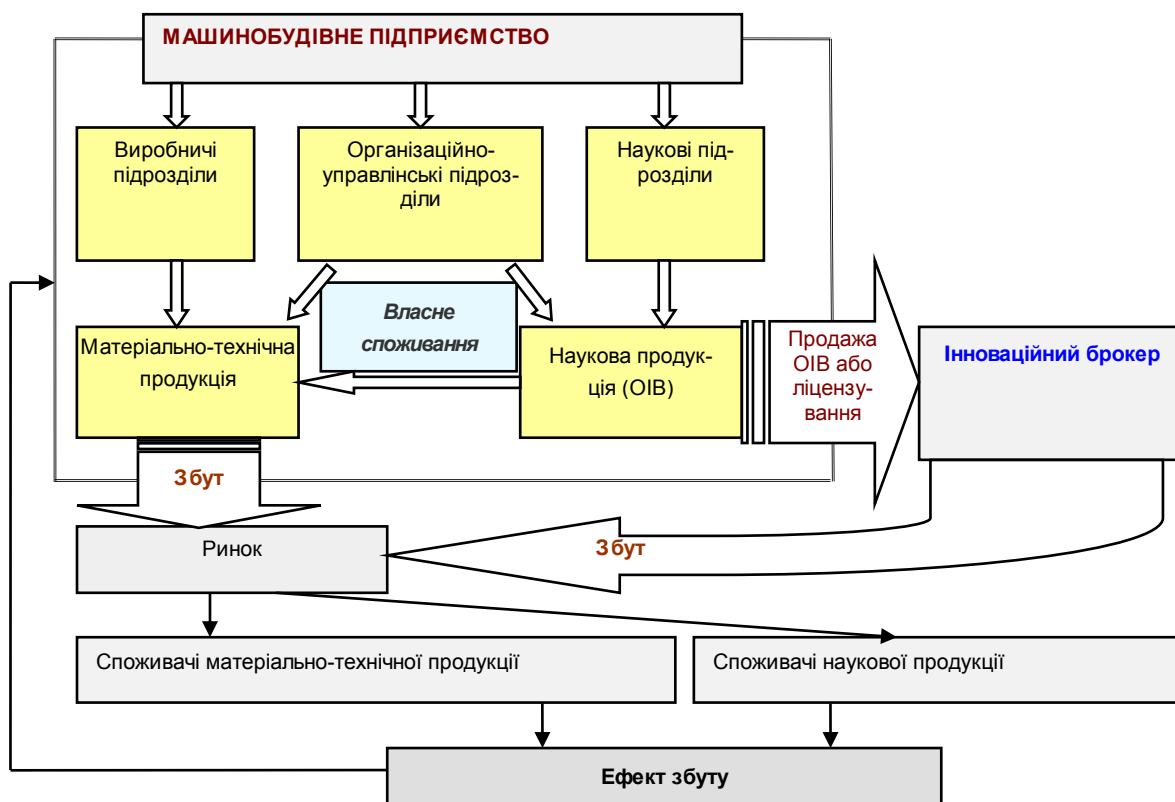 МАШИНОБУДІВНЕ ПІДПРИЄМСТВО
Виробничі
підрозділи
Організаційно-
управлінські підроз-
діли
Наукові під-
розділи
Власне
споживання
Матеріально-технічна
продукція
Наукова продук-
ція (ОІВ)
Продажа
ОІВ або
ліцензу-
вання
Інноваційний брокер
Збут
Ринок
Збут
Споживачі матеріально-технічної продукції
Споживачі наукової продукції
Ефект збуту